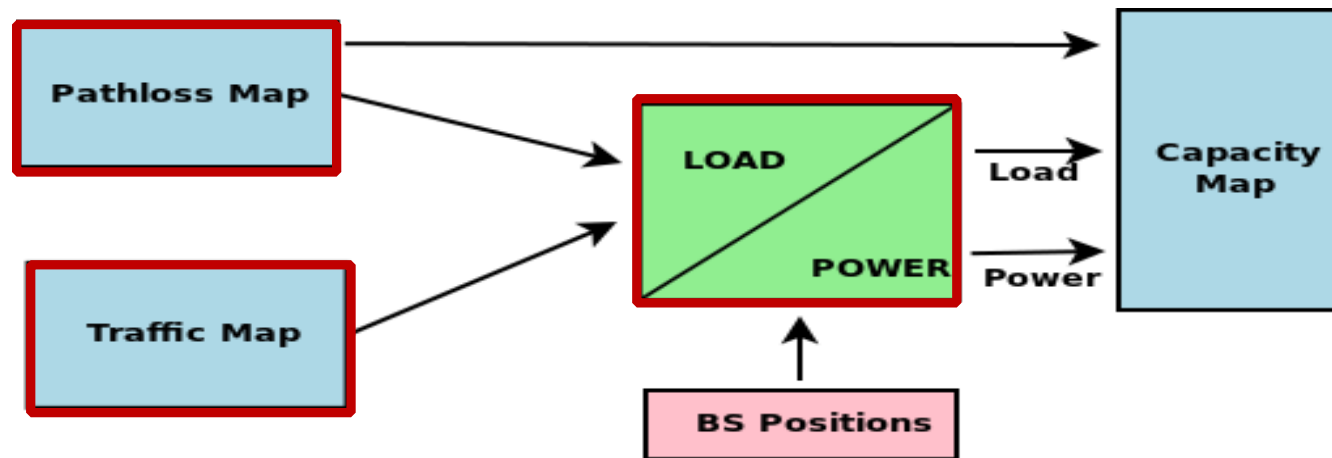 Pathloss Map
LOAD
Load
Capacity
Map
Traffic Map
POWER
Power
BS Positions